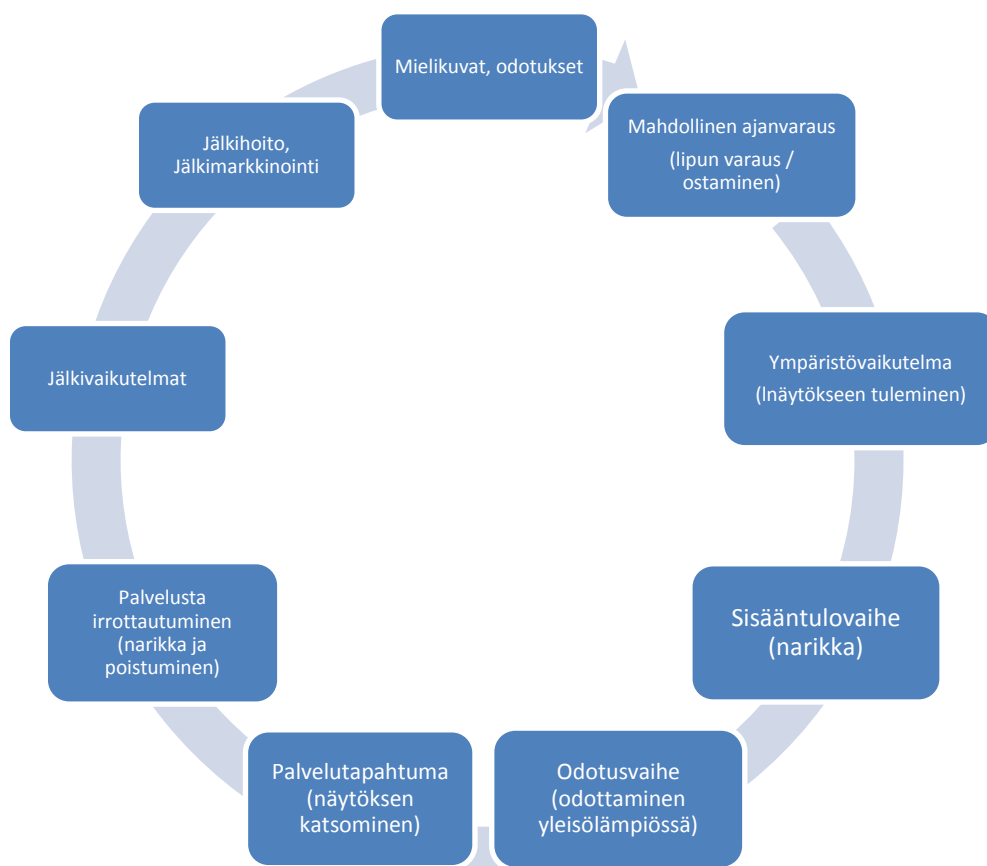 Mielikuvat, odotukset
Mahdollinen ajanvaraus
(lipun varaus /
ostaminen)
Ympäristövaikutelma
(lnäytökseen tuleminen)
Sisääntulovaihe
(narikka)
Odotusvaihe
(odottaminen
yleisölämpiössä)
Palvelutapahtuma
(näytöksen
katsominen)
Palvelusta
irrottautuminen
(narikka ja
poistuminen)
Jälkivaikutelmat
Jälkihoito,
Jälkimarkkinointi